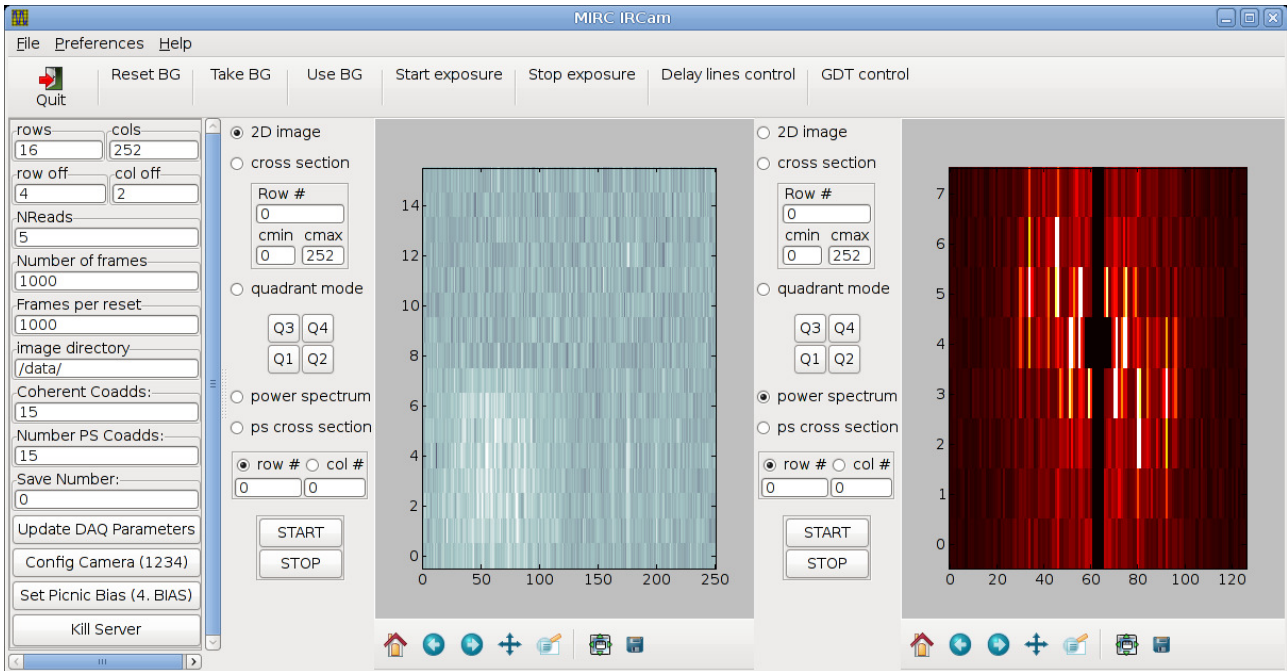 MIRC IRCam
File Preferences Help
Quit
Reset BG
Take BG
Use BG
Start exposure
Stop exposure
Delay lines control
GDT control
rows cols
16 252
row off col off
4 2
NReads
5
Number of frames
1000
Frames per reset
1000
image directory
/data/
Coherent Coadds:
15
Number PS Coadds:
15
Save Number:
0
Update DAQ Parameters
Config Camera (1234)
Set Picnic Bias (4. BIAS)
Kill Server
2D image
cross section
Row #
0
cmin cmax
0 252
quadrant mode
Q3 Q4
Q1 Q2
power spectrum
ps cross section
row # col #
0 0
START
STOP
14
12
10
8
6
4
2
0
0 50 100 150 200 250
2D image
cross section
Row #
0
cmin cmax
0 252
quadrant mode
Q3 Q4
Q1 Q2
power spectrum
ps cross section
row # col #
0 0
START
STOP
7
6
5
4
3
2
1
0
0 20 40 60 80 100 120